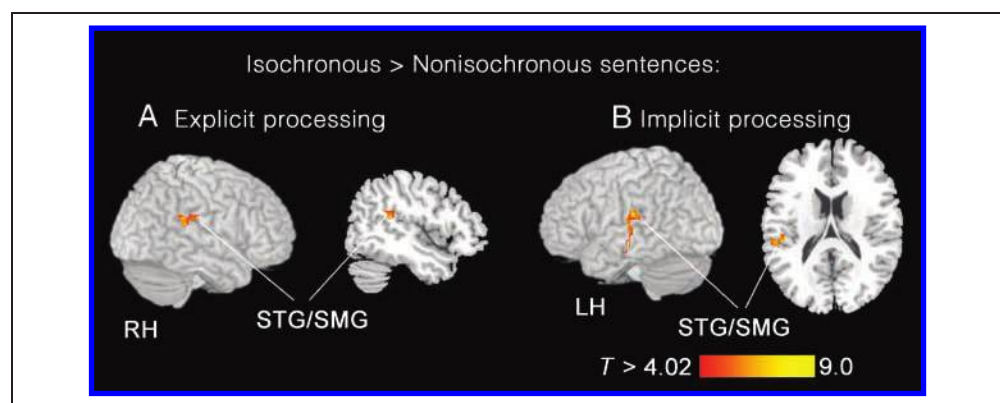 Isochronous > Nonisochronous sentences:
A Explicit processing
B Implicit processing
RH
STG/SMG
LH
STG/SMG
T > 4.02 9.0